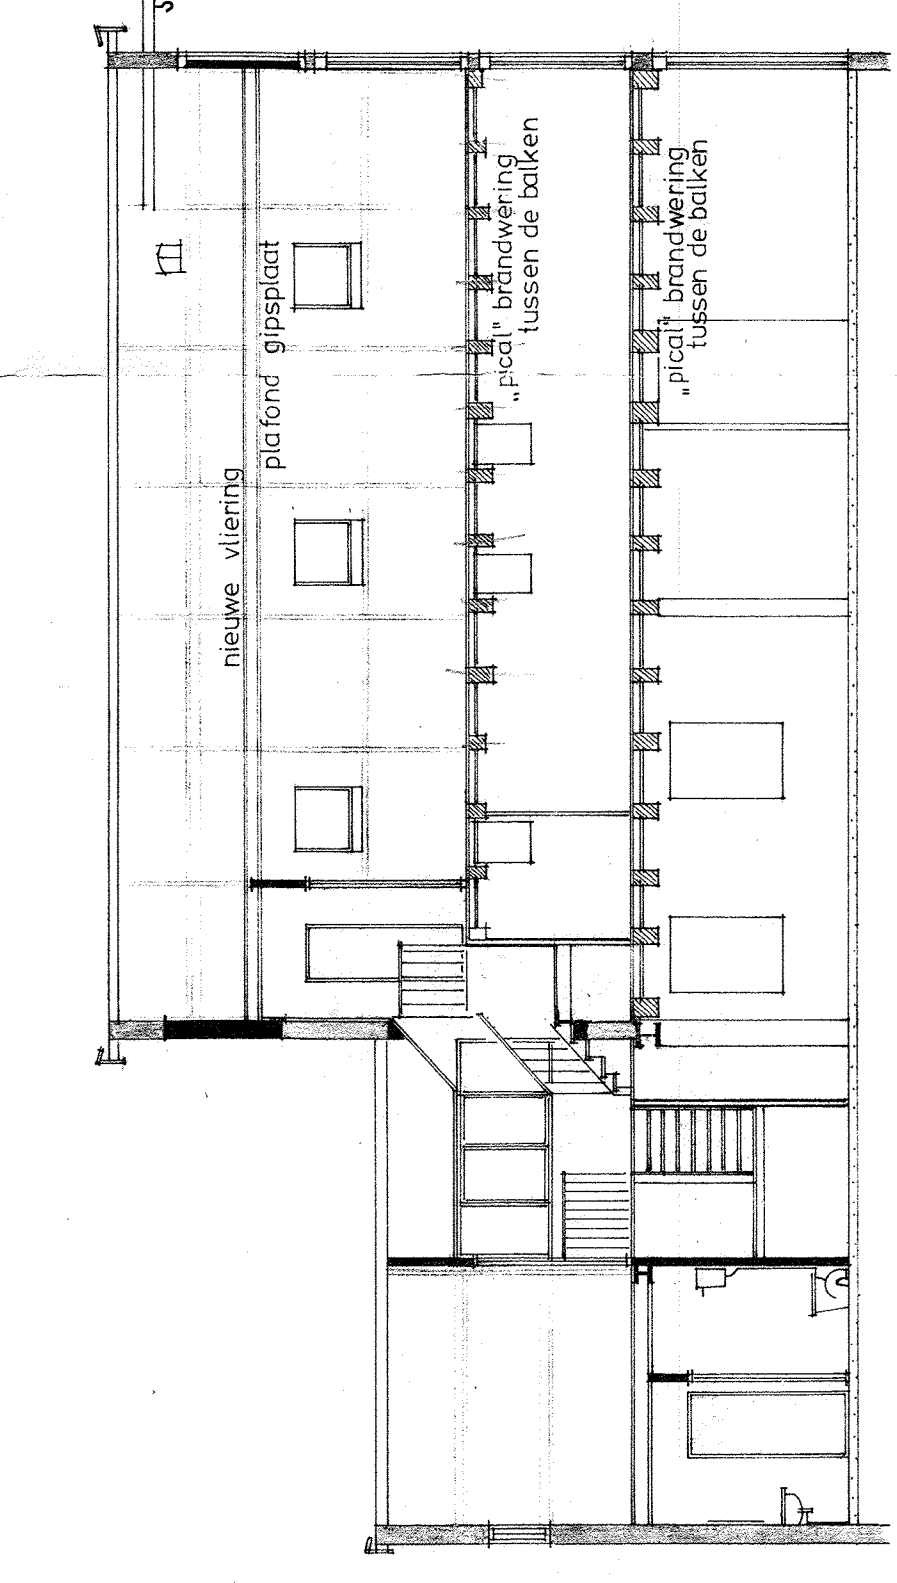 nieuwe vliering
plafond gipsplaat
„pical” brandwering
tussen de balken
„pical” brandwering
tussen de balken